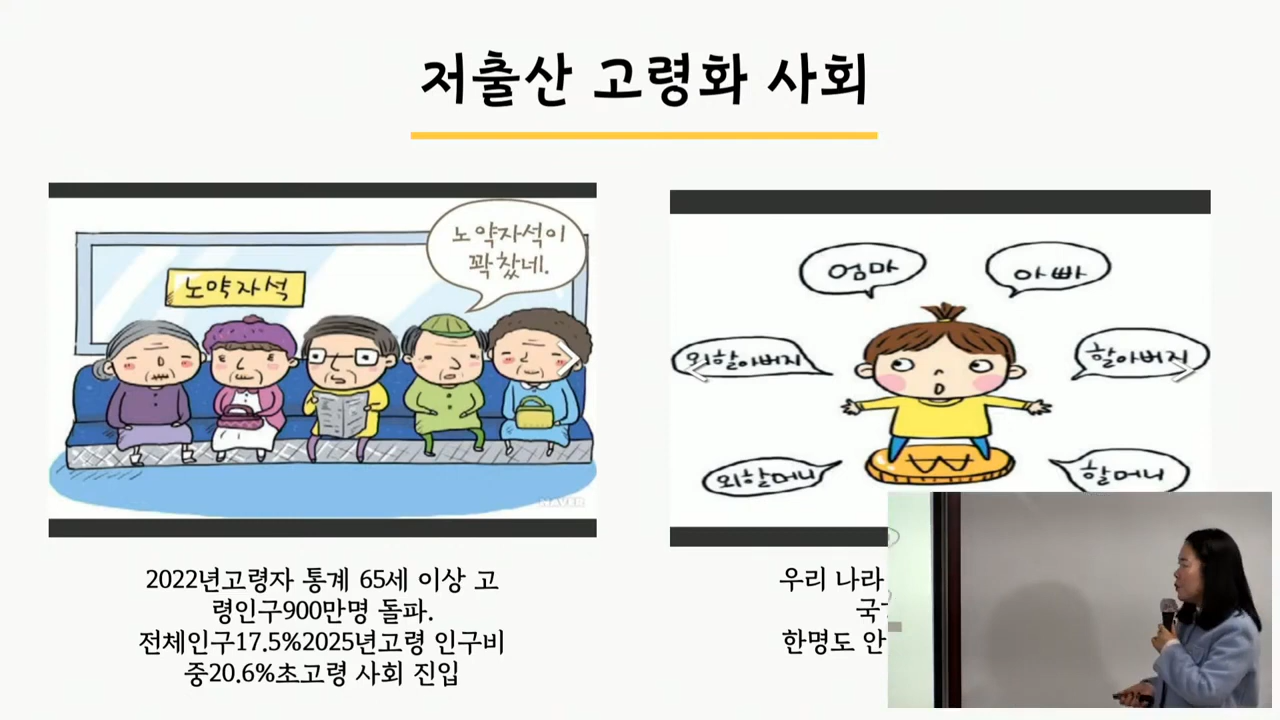 저출산 고령화 사회
노약자석이
꽉 찼네.
노약자석
NAVER
엄마
아빠
외할아버지
할아버지
외할머니
할머니
W
2022년고령자 통계 65세 이상 고
령인구900만명 돌파.
전체인구17.5%2025년고령 인구비
중20.6%초고령 사회 진입
우리 나라
한명도 안